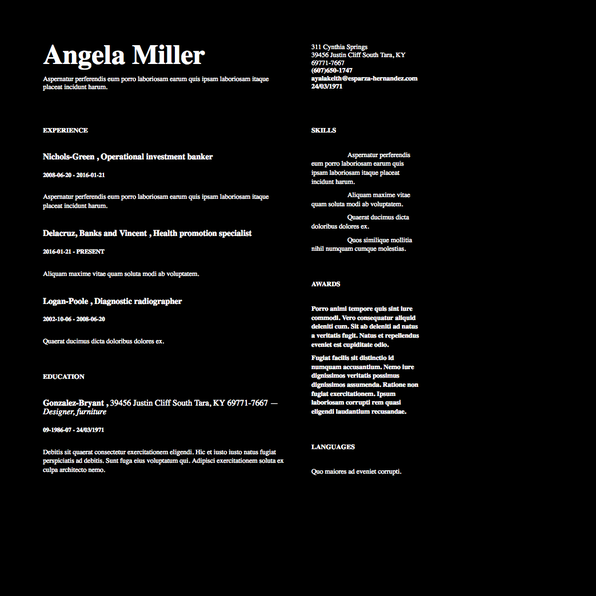 Angela Miller
Aspernatur perferendis eum porro laboriosam earum quis ipsam laboriosam itaque
placeat incidunt harum.
EXPERIENCE
Nichols-Green , Operational investment banker
2008-06-20 - 2016-01-21
Aspernatur perferendis eum porro laboriosam earum quis ipsam laboriosam itaque
placeat incidunt harum.
Delacruz, Banks and Vincent , Health promotion specialist
2016-01-21 - PRESENT
Aliquam maxime vitae quam soluta modi ab voluptatem.
Logan-Poole , Diagnostic radiographer
2002-10-06 - 2008-06-20
Quaerat ducimus dicta doloribus dolores ex.
EDUCATION
Gonzalez-Bryant , 39456 Justin Cliff South Tara, KY 69771-7667 —
Designer, furniture
09-1986-07 - 24/03/1971
Debitis sit quaerat consectetur exercitationem eligendi. Hic et iusto iusto natus fugiat
perspiciatis ad debitis. Sunt fuga eius voluptatum qui. Adipisci exercitationem soluta ex
culpa architecto nemo.
311 Cynthia Springs
39456 Justin Cliff South Tara, KY
69771-7667
(607)650-1747
ayalakeith@esparza-hernandez.com
24/03/1971
SKILLS
Aspernatur perferendis
eum porro laboriosam earum quis
ipsam laboriosam itaque placeat
incidunt harum.
Aliquam maxime vitae
quam soluta modi ab voluptatem.
Quaerat ducimus dicta
doloribus dolores ex.
Quos similique mollitia
nihil numquam cumque molestias.
AWARDS
Porro animi tempore quis sint iure
commodi. Vero consequatur aliquid
deleniti cum. Sit ab deleniti ad natus
a veritatis fugit. Natus et repellendus
eveniet est cupiditate odio.
Fugiat facilis sit distinctio id
numquam accusantium. Nemo iure
dignissimos veritatis possimus
dignissimos assumenda. Ratione non
fugiat exercitationem. Ipsum
laboriosam corrupti rem quasi
eligendi laudantium recusandae.
LANGUAGES
Quo maiores ad eveniet corrupti.